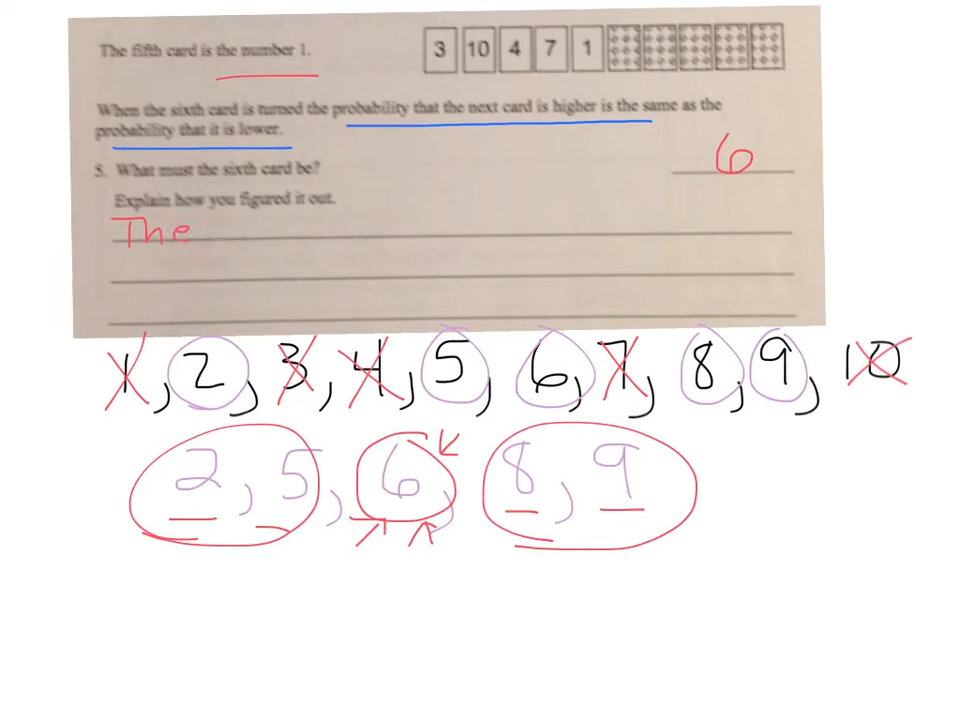 The fifth card is the number 1.
3 10 4 7 1
When the sixth card is turned the probability that the next card is higher is the same as the
probability that it is lower.
5. What must the sixth card be?
6
Explain how you figured it out.
The
1, 2, 3, 4, 5, 6, 7, 8, 9, 10
2, 5, 6, 8, 9